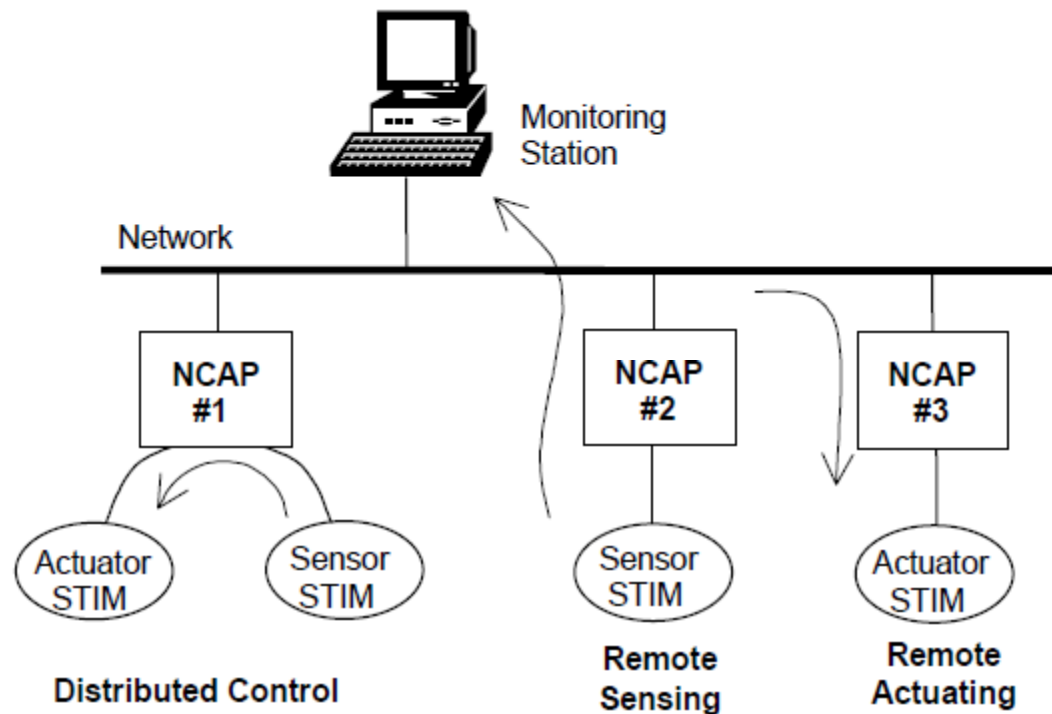 Monitoring
Station
Network
NCAP
#1
NCAP
#2
NCAP
#3
Actuator
STIM
Sensor
STIM
Sensor
STIM
Actuator
STIM
Distributed Control
Remote
Sensing
Remote
Actuating